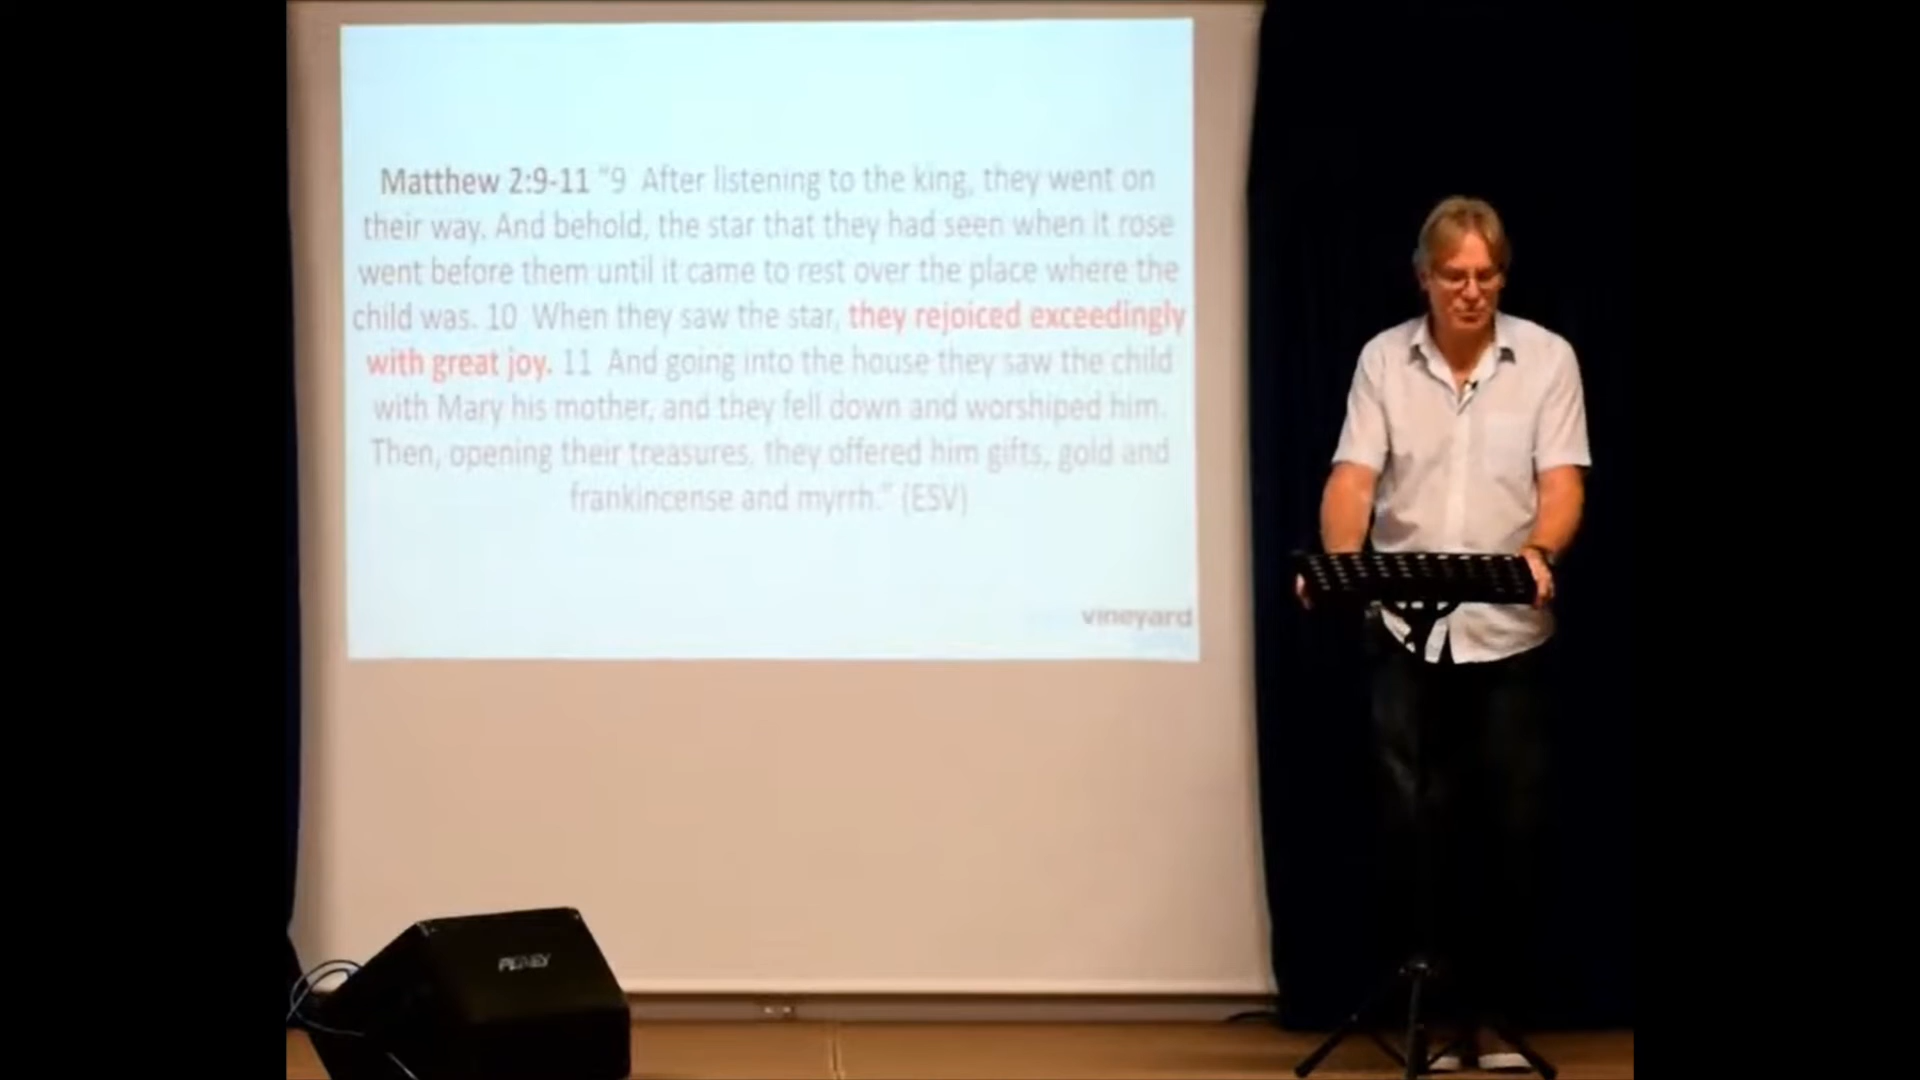 Matthew 2:9-11 "9 After listening to the king, they went on
their way. And behold, the star that they had seen when it rose
went before them until it came to rest over the place where the
child was. 10 When they saw the star, they rejoiced exceedingly
with great joy. 11 And going into the house they saw the child
with Mary his mother, and they fell down and worshiped him.
Then, opening their treasures, they offered him gifts, gold and
frankincense and myrrh." (ESV)
vineyard
PEAVEY